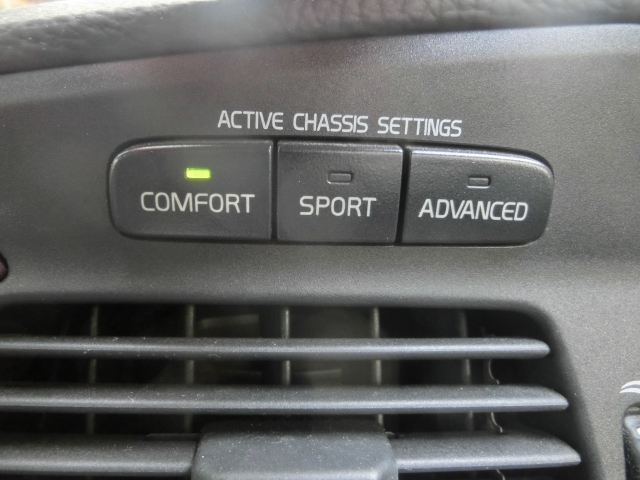 ACTIVE CHASSIS SETTINGS
COMFORT SPORT ADVANCED